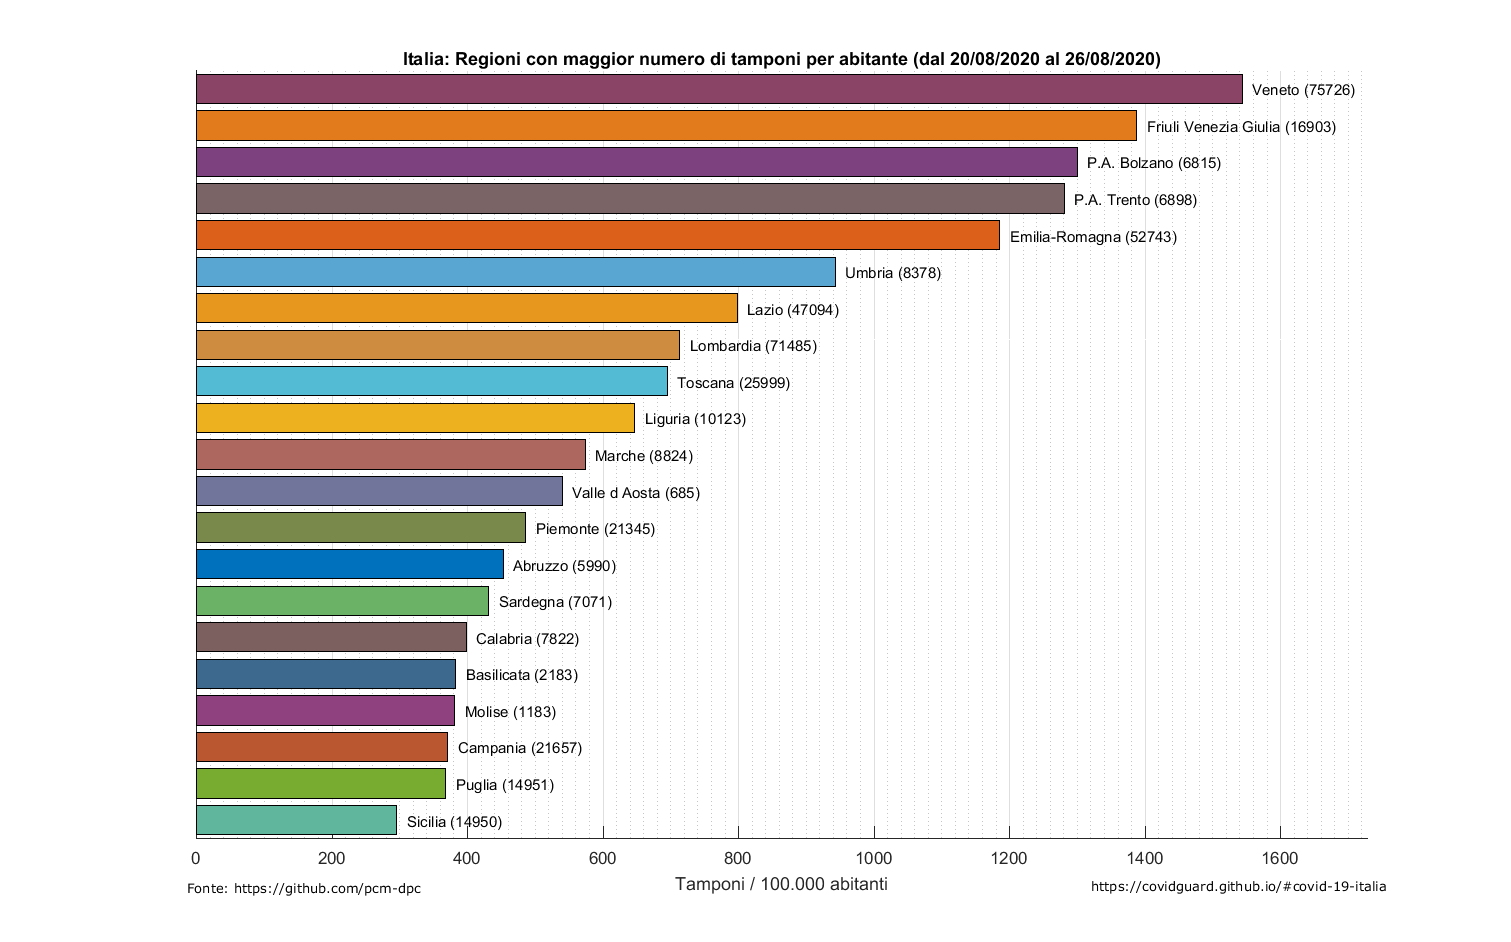 Italia: Regioni con maggior numero di tamponi per abitante (dal 20/08/2020 al 26/08/2020)
Veneto (75726)
Friuli Venezia Giulia (16903)
P.A. Bolzano (6815)
P.A. Trento (6898)
Emilia-Romagna (52743)
Umbria (8378)
Lazio (47094)
Lombardia (71485)
Toscana (25999)
Liguria (10123)
Marche (8824)
Valle d Aosta (685)
Piemonte (21345)
Abruzzo (5990)
Sardegna (7071)
Calabria (7822)
Basilicata (2183)
Molise (1183)
Campania (21657)
Puglia (14951)
Sicilia (14950)
0 200 400 600 800 1000 1200 1400 1600
Tamponi / 100.000 abitanti
Fonte: https://github.com/pcm-dpc
https://covidguard.github.io/#covid-19-italia